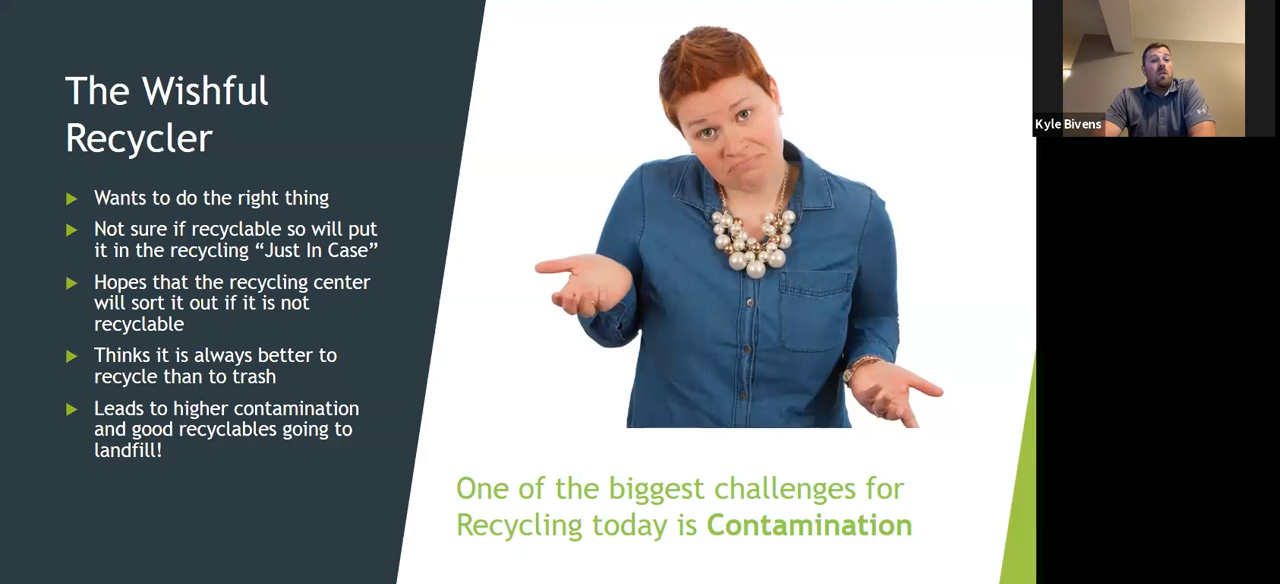 The Wishful
Recycler
Wants to do the right thing
Not sure if recyclable so will put
it in the recycling “Just In Case”
Hopes that the recycling center
will sort it out if it is not
recyclable
Thinks it is always better to
recycle than to trash
Leads to higher contamination
and good recyclables going to
landfill!
One of the biggest challenges for
Recycling today is Contamination
Kyle Bivens